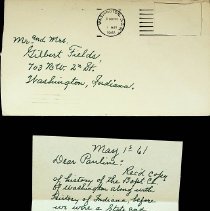 Mr. and Mrs.
Gilbert Fields,
703 N.W. 2nd St.
Washington, Indiana.
May 1st 61
Dear Pauline:
Rec'd Copy
of history of the Bapt Ch.
of Washington along with
history of Indiana before
we were a State and